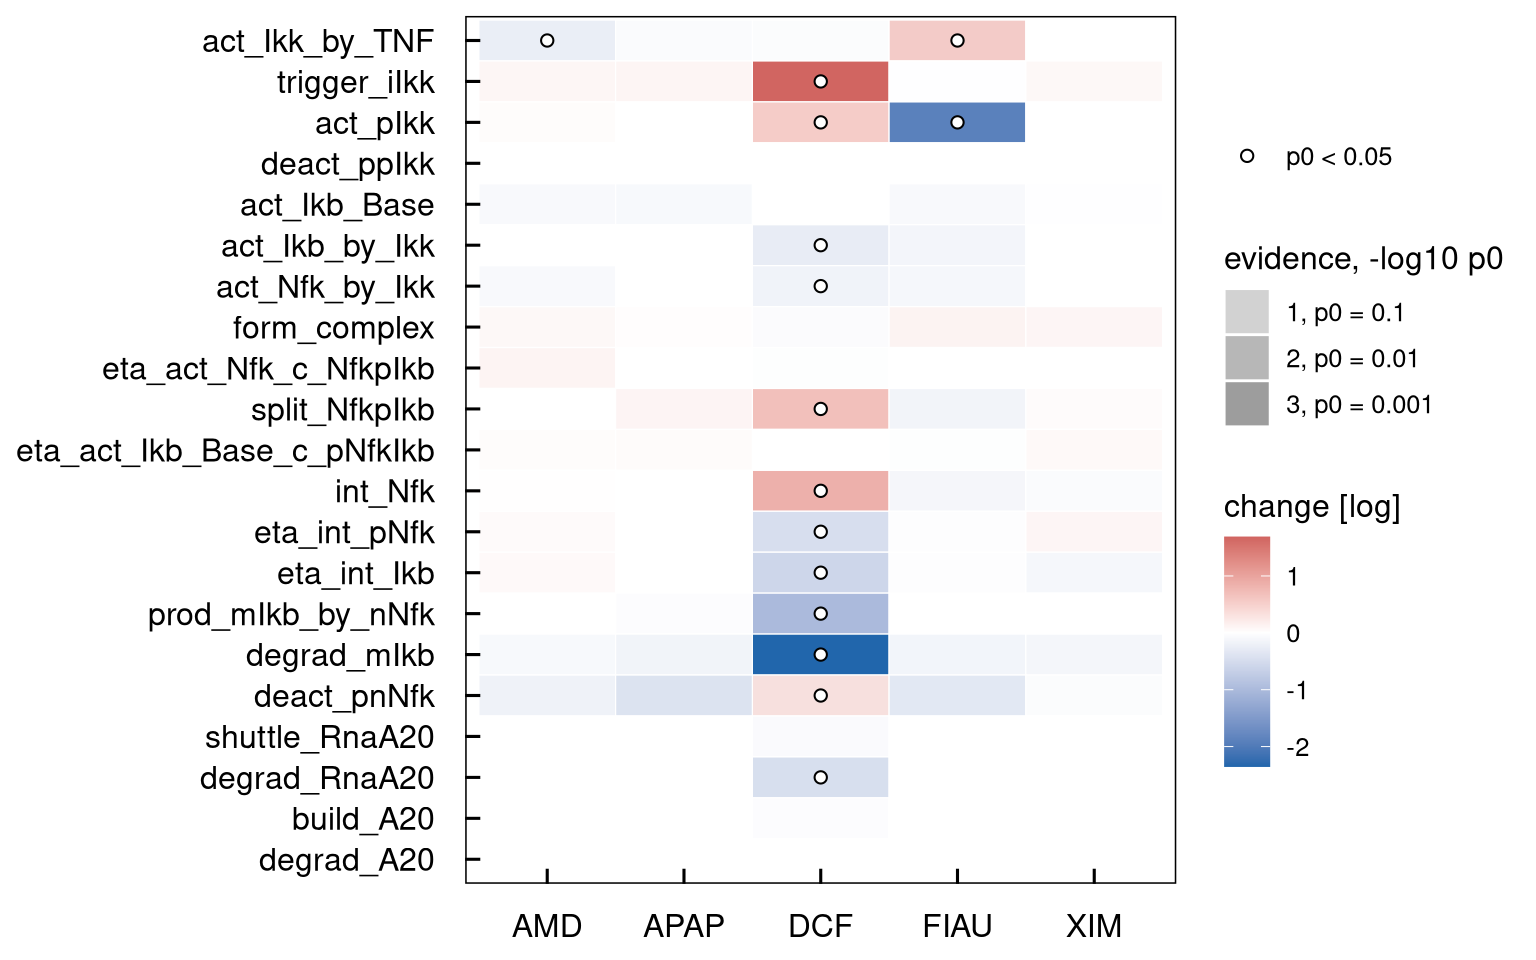 act_Ikk_by_TNF
trigger_iIkk
act_pIkk
deact_ppIkk
act_Ikb_Base
act_Ikb_by_Ikk
act_Nfk_by_Ikk
form_complex
eta_act_Nfk_c_NfkpIkb
split_NfkpIkb
eta_act_Ikb_Base_c_pNfkIkb
int_Nfk
eta_int_pNfk
eta_int_Ikb
prod_mIkb_by_nNfk
degrad_mIkb
deact_pnNfk
shuttle_RnaA20
degrad_RnaA20
build_A20
degrad_A20
AMD APAP DCF FIAU XIM
p0 < 0.05
evidence, -log10 p0
1, p0 = 0.1
2, p0 = 0.01
3, p0 = 0.001
change [log]
1
0
-1
-2